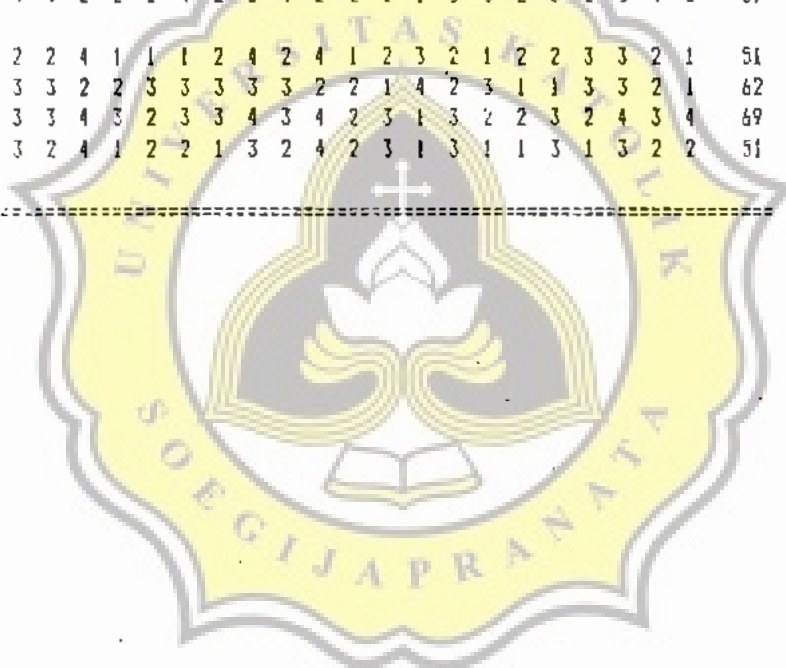 2 2 4 1 1 1 2 4 2 4 1 2 3 2 1 2 2 3 3 2 1 51
3 3 2 2 3 3 3 3 3 2 2 1 4 2 3 1 1 3 3 2 1 62
3 3 4 3 2 3 3 4 3 4 2 3 1 3 2 2 3 2 4 3 4 69
3 2 4 1 2 2 1 3 2 4 2 3 1 3 1 1 3 1 3 2 2 51
UNIVERSITAS KATOLIK
SOEGIJAPRANATA